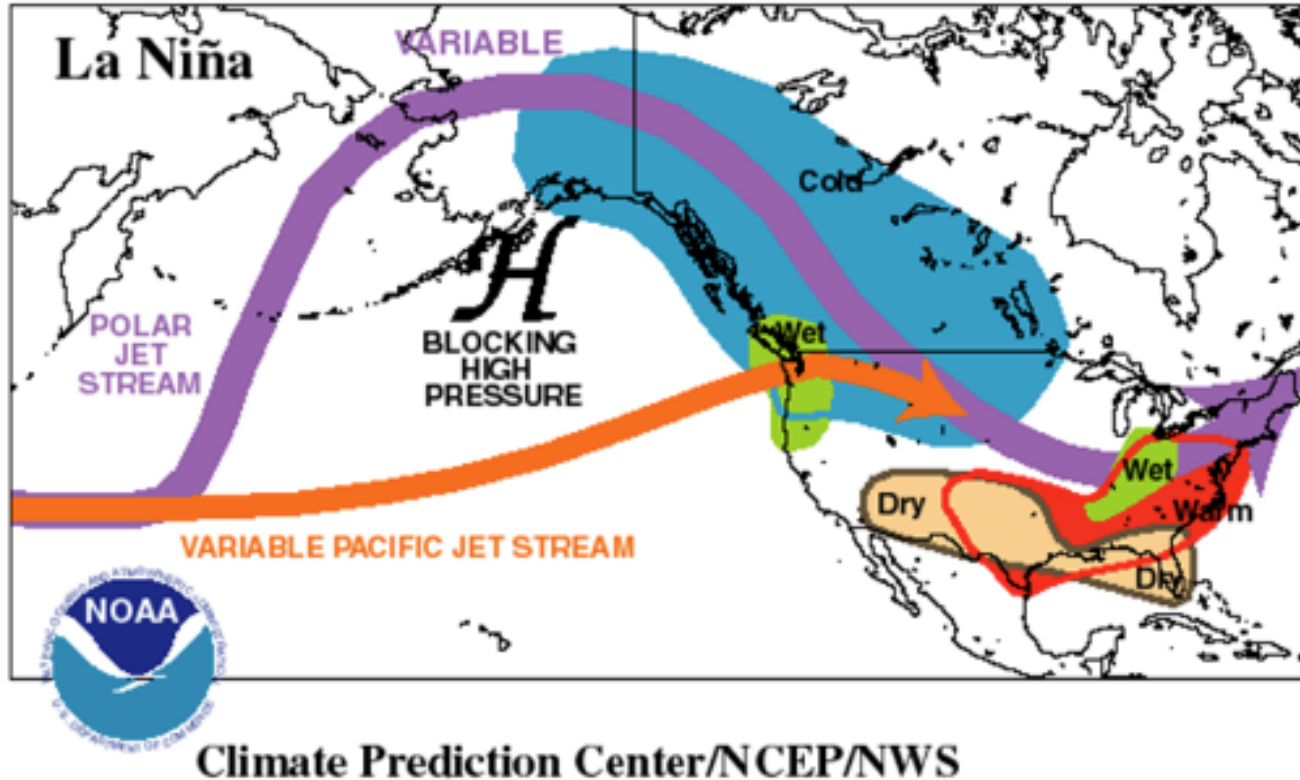 La Niña
VARIABLE
Cold
POLAR
JET
STREAM
H
BLOCKING
HIGH
PRESSURE
Wet
Wet
Dry
Warm
Dry
VARIABLE PACIFIC JET STREAM
NOAA
Climate Prediction Center/NCEP/NWS